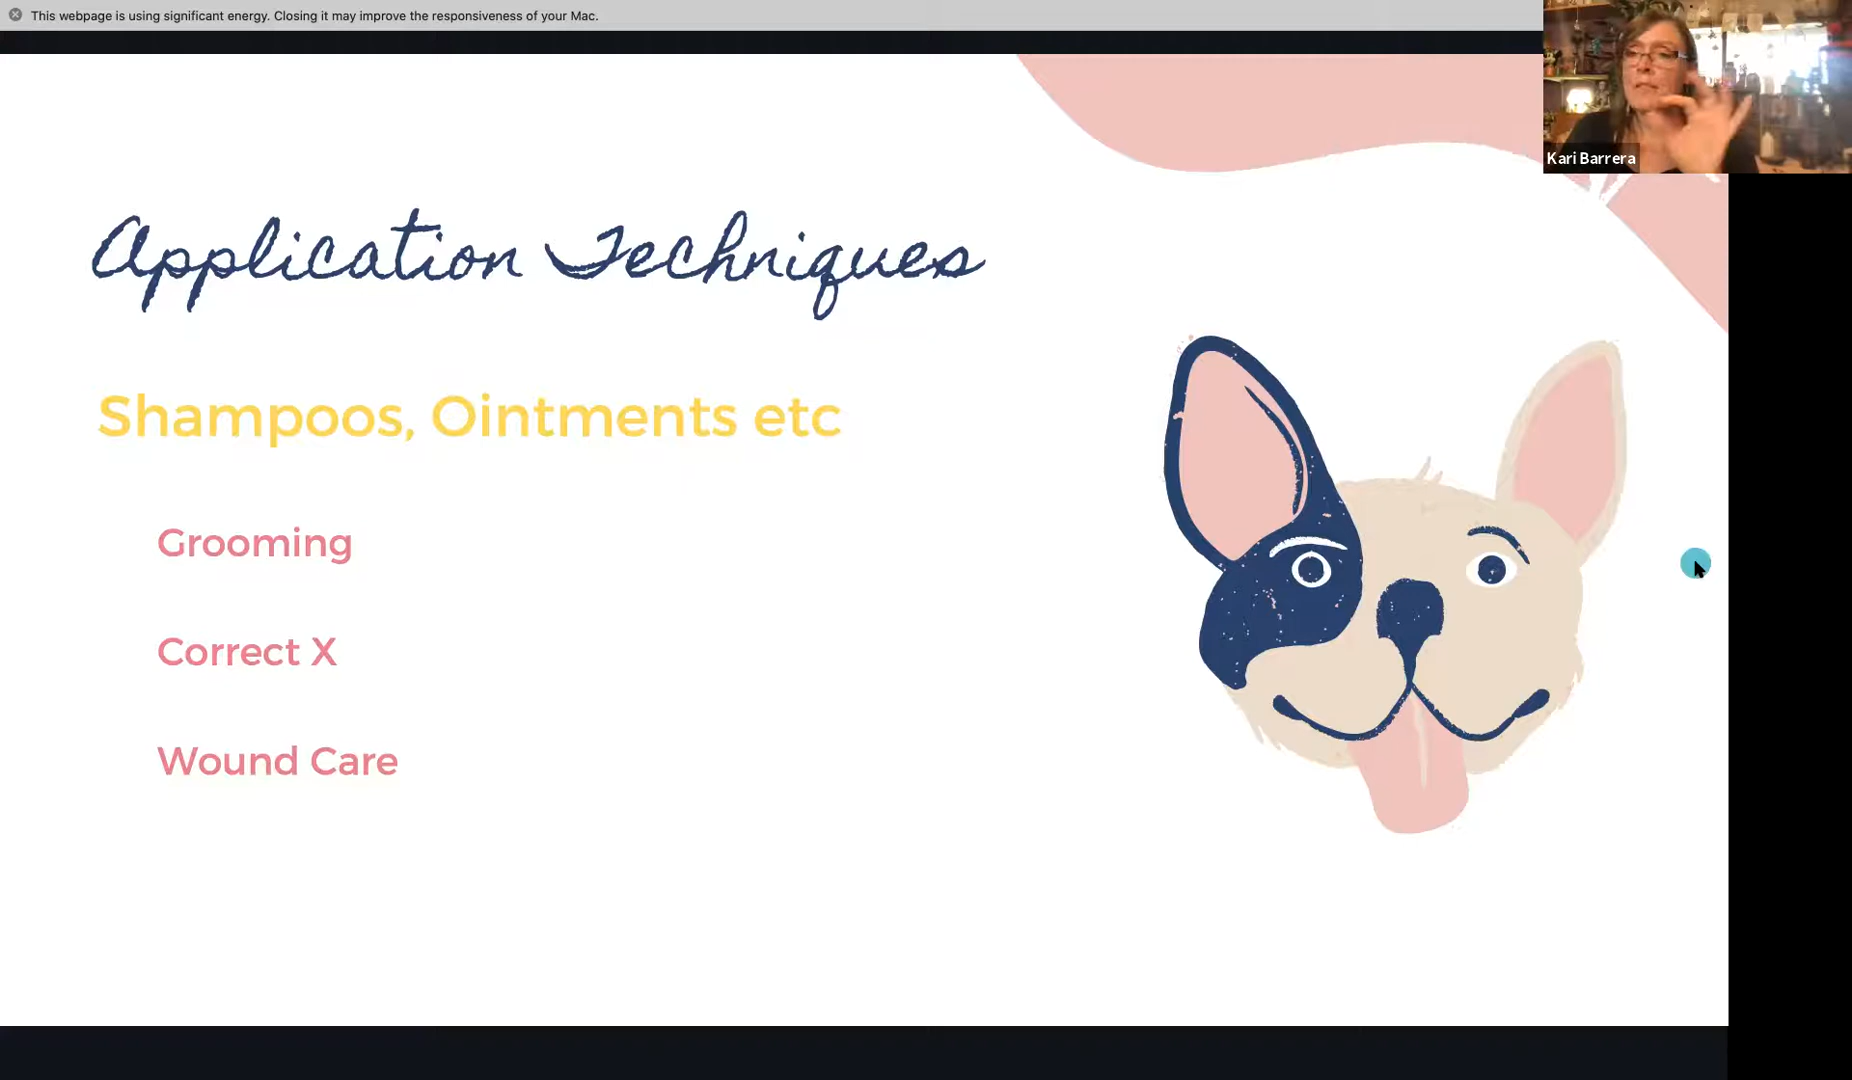 This webpage is using significant energy. Closing it may improve the responsiveness of your Mac.
Kari Barrera
Application Techniques
Shampoos, Ointments etc
Grooming
Correct X
Wound Care